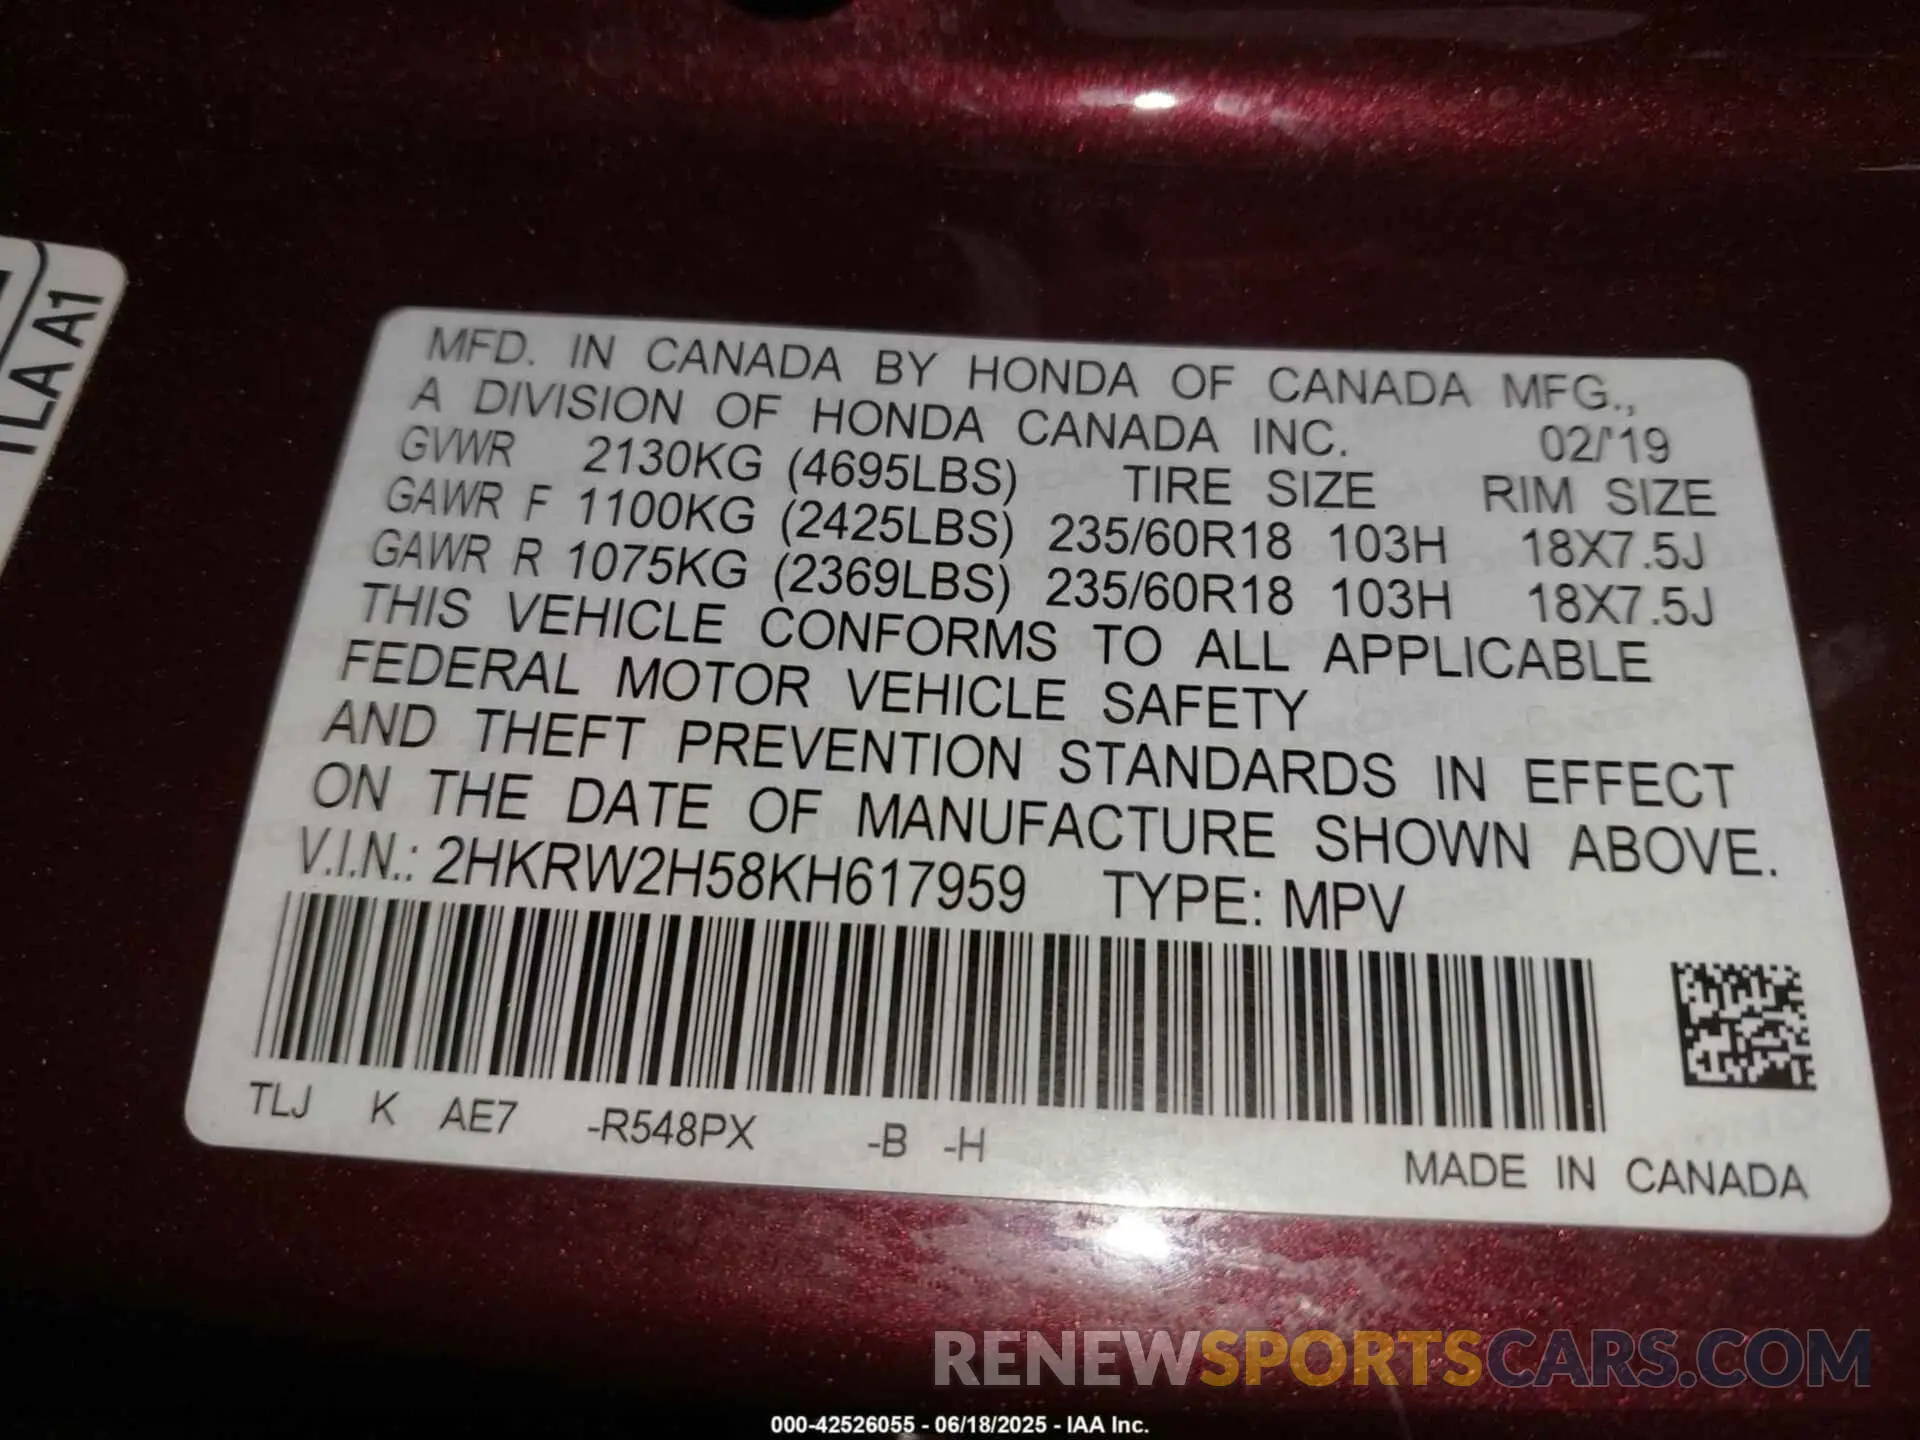 1LAA A1
MFD. IN CANADA BY HONDA OF CANADA MFG.,
A DIVISION OF HONDA CANADA INC. 02/'19
GVWR 2130KG (4695LBS) TIRE SIZE RIM SIZE
GAWR F 1100KG (2425LBS) 235/60R18 103H 18X7.5J
GAWR R 1075KG (2369LBS) 235/60R18 103H 18X7.5J
THIS VEHICLE CONFORMS TO ALL APPLICABLE
FEDERAL MOTOR VEHICLE SAFETY
AND THEFT PREVENTION STANDARDS IN EFFECT
ON THE DATE OF MANUFACTURE SHOWN ABOVE.
V.I.N.: 2HKRW2H58KH617959 TYPE: MPV
TLJ K AE7 -R548PX -B -H
MADE IN CANADA
RENEWSPORTSCARS.COM
000-42526055 - 06/18/2025 - IAA Inc.